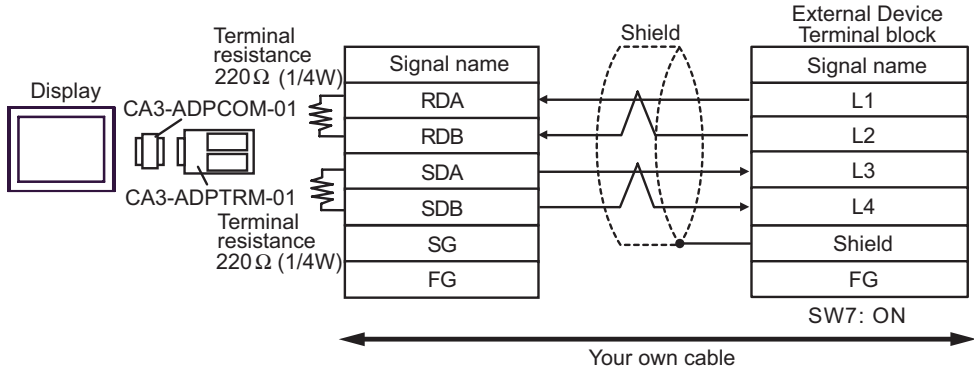 External Device
Terminal block
Shield
Terminal
resistance
220Ω (1/4W)
Display
CA3-ADPCOM-01
CA3-ADPTRM-01
Terminal
resistance
220Ω (1/4W)
Signal name
RDA
RDB
SDA
SDB
SG
FG
Signal name
L1
L2
L3
L4
Shield
FG
SW7: ON
Your own cable